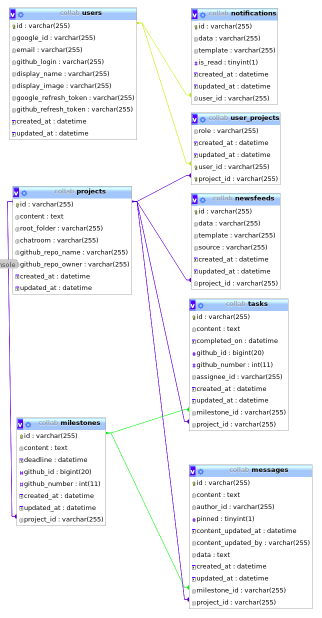 collab users
id : varchar(255)
google_id : varchar(255)
email : varchar(255)
github_login : varchar(255)
display_name : varchar(255)
display_image : varchar(255)
google_refresh_token : varchar(255)
github_refresh_token : varchar(255)
created_at : datetime
updated_at : datetime
collab notifications
id : varchar(255)
data : varchar(255)
template : varchar(255)
is_read : tinyint(1)
created_at : datetime
updated_at : datetime
user_id : varchar(255)
collab user_projects
role : varchar(255)
created_at : datetime
updated_at : datetime
user_id : varchar(255)
project_id : varchar(255)
collab projects
id : varchar(255)
content : text
root_folder : varchar(255)
chatroom : varchar(255)
github_repo_name : varchar(255)
github_repo_owner : varchar(255)
created_at : datetime
updated_at : datetime
nsole
collab newsfeeds
id : varchar(255)
data : varchar(255)
template : varchar(255)
source : varchar(255)
created_at : datetime
updated_at : datetime
project_id : varchar(255)
collab tasks
id : varchar(255)
content : text
completed_on : datetime
github_id : bigint(20)
github_number : int(11)
assignee_id : varchar(255)
created_at : datetime
updated_at : datetime
milestone_id : varchar(255)
project_id : varchar(255)
collab milestones
id : varchar(255)
content : text
deadline : datetime
github_id : bigint(20)
github_number : int(11)
created_at : datetime
updated_at : datetime
project_id : varchar(255)
collab messages
id : varchar(255)
content : text
author_id : varchar(255)
pinned : tinyint(1)
content_updated_at : datetime
content_updated_by : varchar(255)
data : text
created_at : datetime
updated_at : datetime
milestone_id : varchar(255)
project_id : varchar(255)